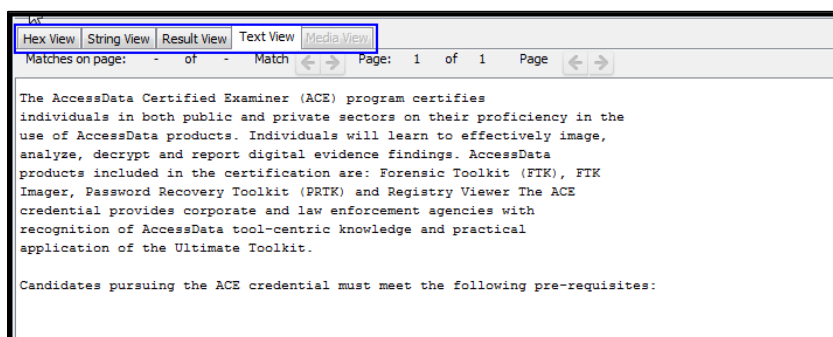 Hex View String View Result View Text View Media View
Matches on page: - of - Match Page: 1 of 1 Page
The AccessData Certified Examiner (ACE) program certifies
individuals in both public and private sectors on their proficiency in the
use of AccessData products. Individuals will learn to effectively image,
analyze, decrypt and report digital evidence findings. AccessData
products included in the certification are: Forensic Toolkit (FTK), FTK
Imager, Password Recovery Toolkit (PRTK) and Registry Viewer The ACE
credential provides corporate and law enforcement agencies with
recognition of AccessData tool-centric knowledge and practical
application of the Ultimate Toolkit.
Candidates pursuing the ACE credential must meet the following pre-requisites: